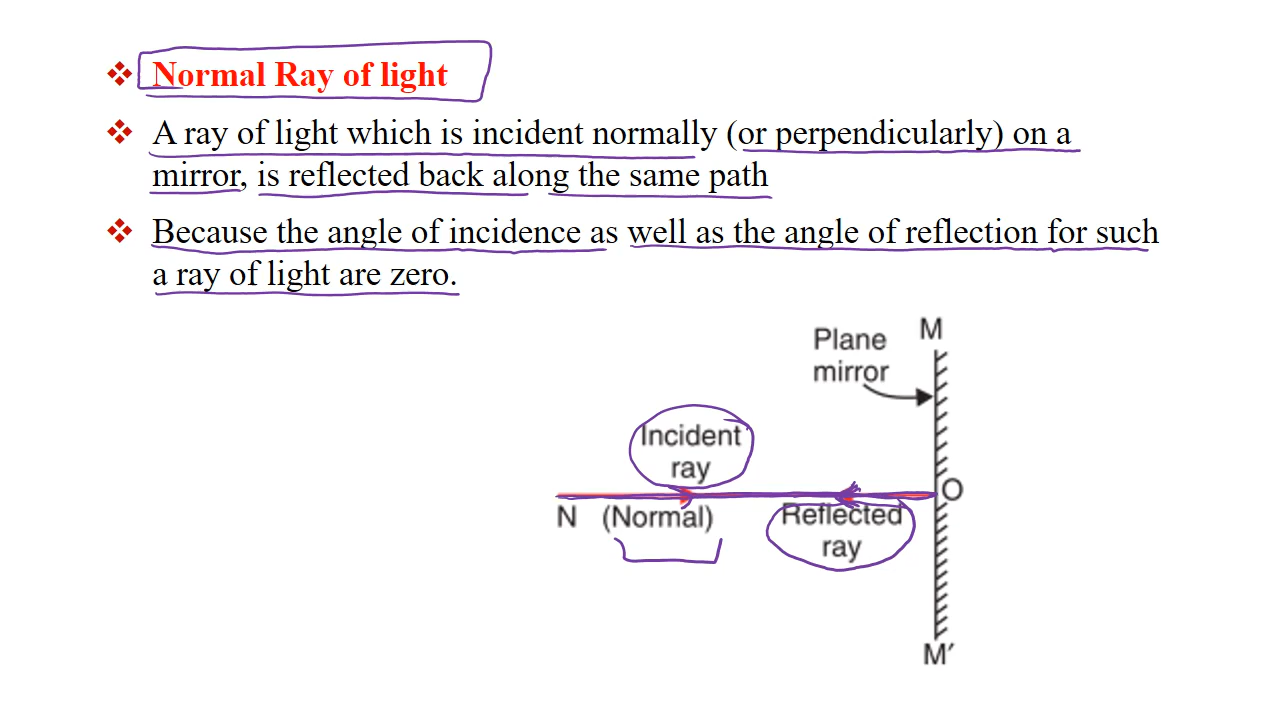 ❖ Normal Ray of light
❖ A ray of light which is incident normally (or perpendicularly) on a
mirror, is reflected back along the same path
❖ Because the angle of incidence as well as the angle of reflection for such
a ray of light are zero.
M
Plane
mirror
Incident
ray
O
N (Normal)
Reflected
ray
M′